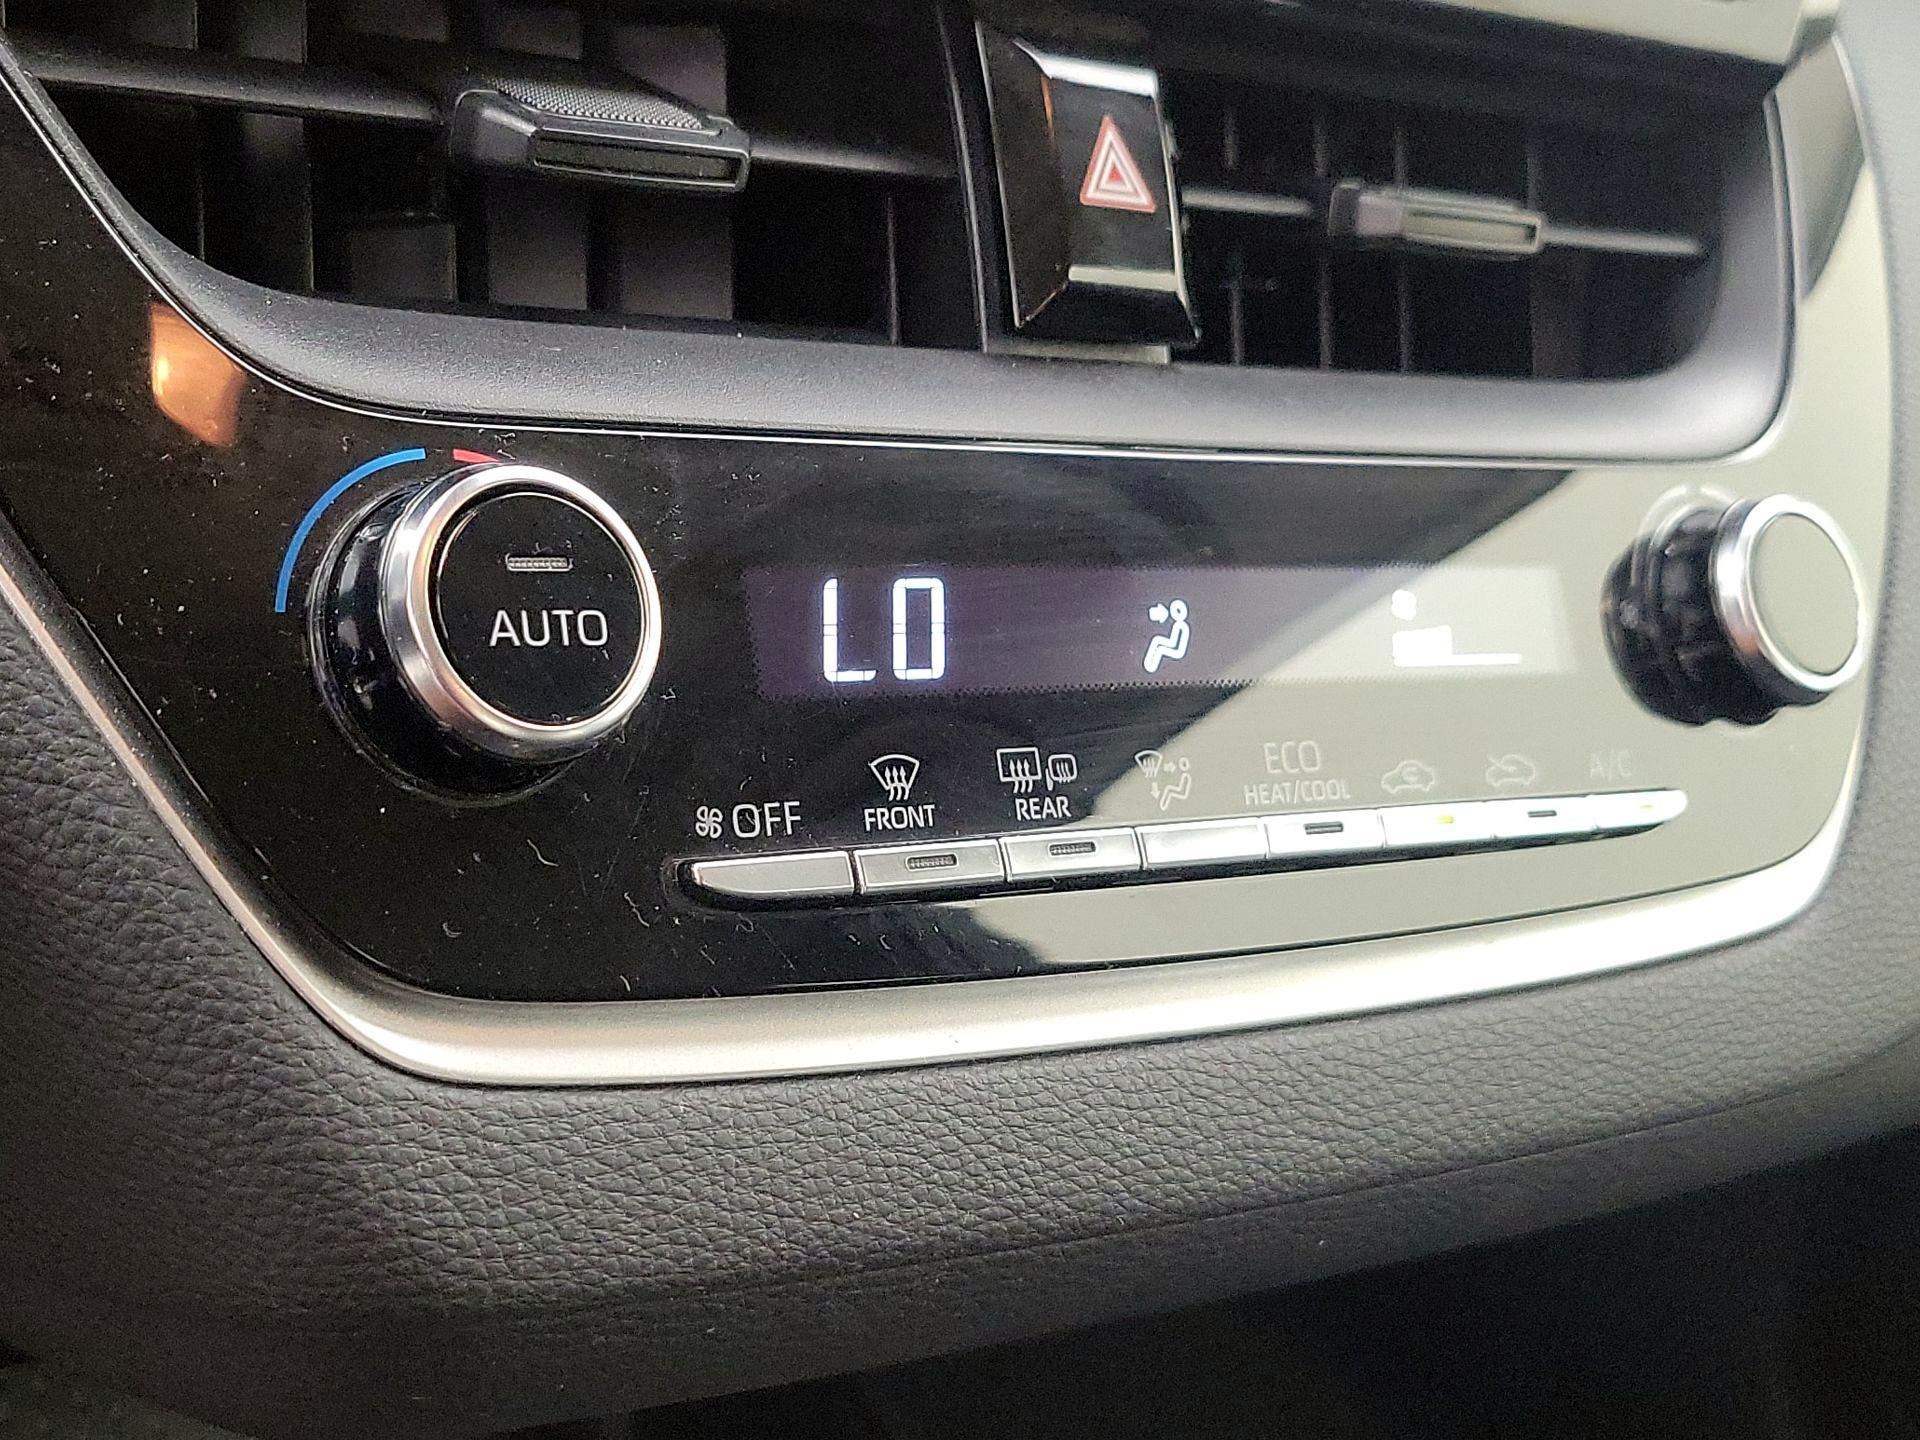 AUTO
LO
OFF
FRONT
REAR
ECO
HEAT/COOL
A/C